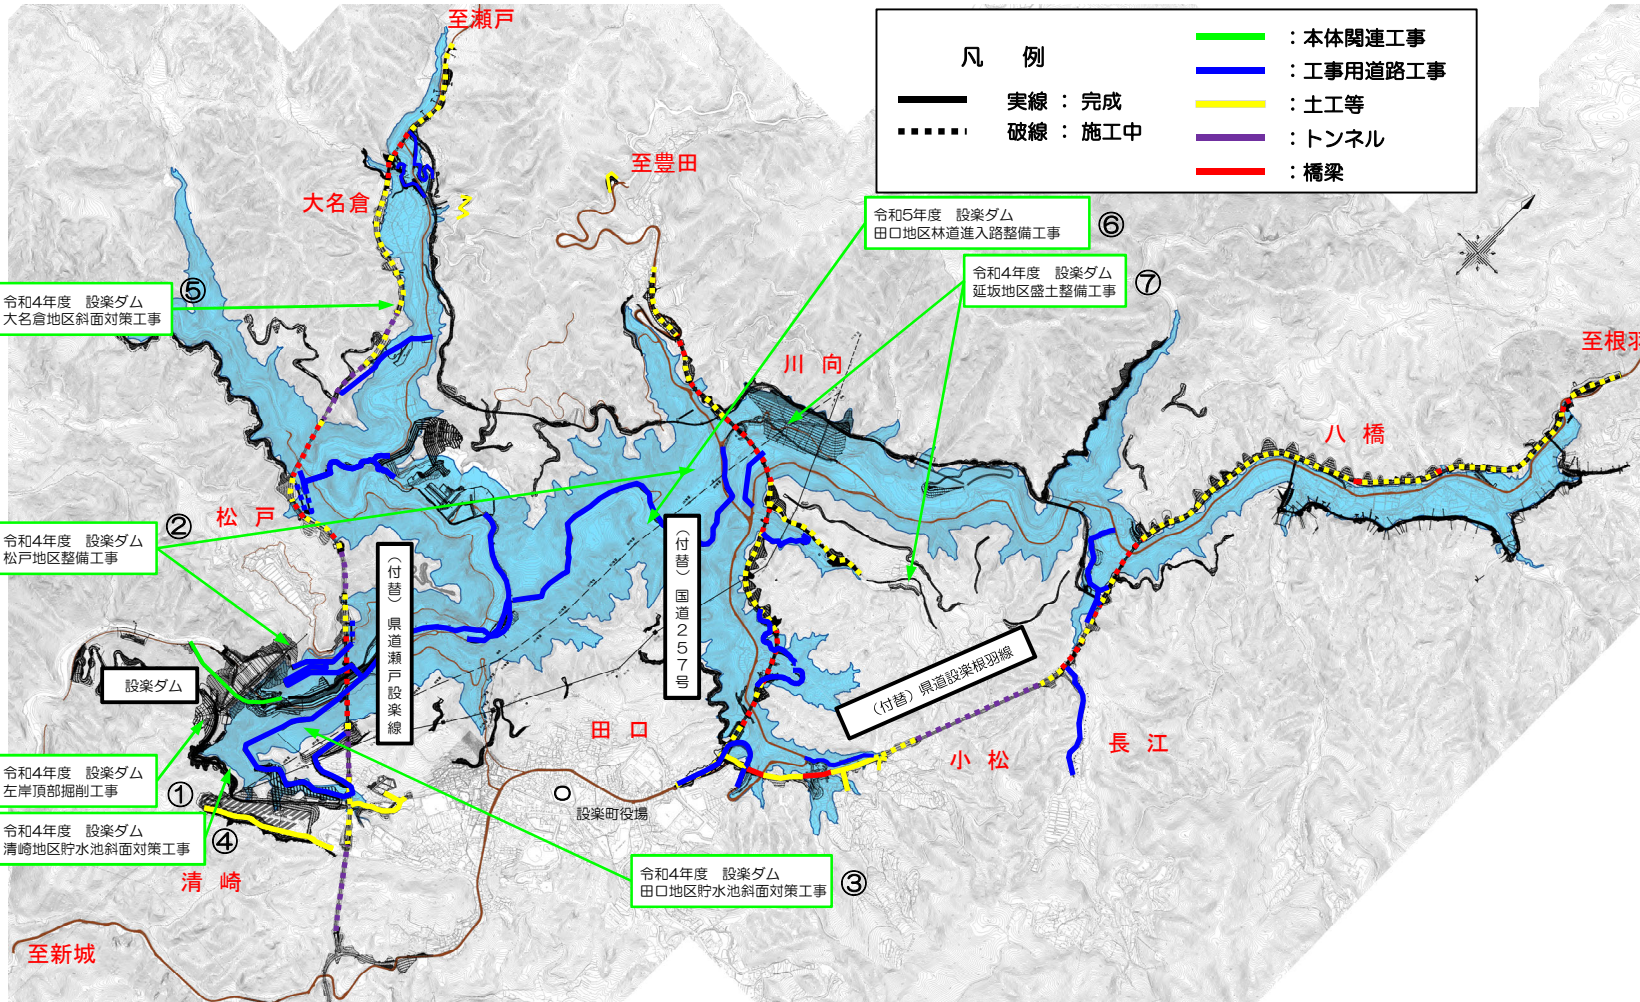 至瀬戸
凡　例
実線 ： 完成
破線 ： 施工中
：本体関連工事
：工事用道路工事
：土工等
：トンネル
：橋梁
至豊田
大名倉
令和5年度　設楽ダム
田口地区林道進入路整備工事
⑥
令和4年度　設楽ダム
延坂地区盛土整備工事
⑦
令和4年度　設楽ダム
大名倉地区斜面対策工事
⑤
川 向
至根羽
八 橋
松 戸
②
令和4年度　設楽ダム
松戸地区整備工事
（付替）県道瀬戸設楽線
（付替）国道２５７号
設楽ダム
（付替）県道設楽根羽線
田 口
小 松
長 江
令和4年度　設楽ダム
左岸頂部掘削工事
①
設楽町役場
令和4年度　設楽ダム
清崎地区貯水池斜面対策工事
④
清 崎
令和4年度　設楽ダム
田口地区貯水池斜面対策工事
③
至新城